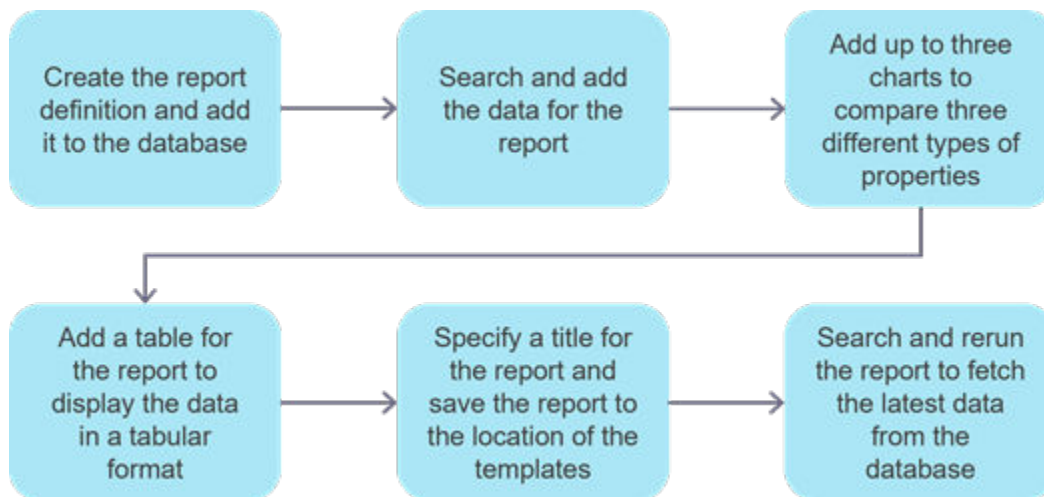 Create the report
definition and add
it to the database
Search and add
the data for the
report
Add up to three
charts to
compare three
different types of
properties
Add a table for
the report to
display the data
in a tabular
format
Specify a title for
the report and
save the report to
the location of the
templates
Search and rerun
the report to fetch
the latest data
from the
database